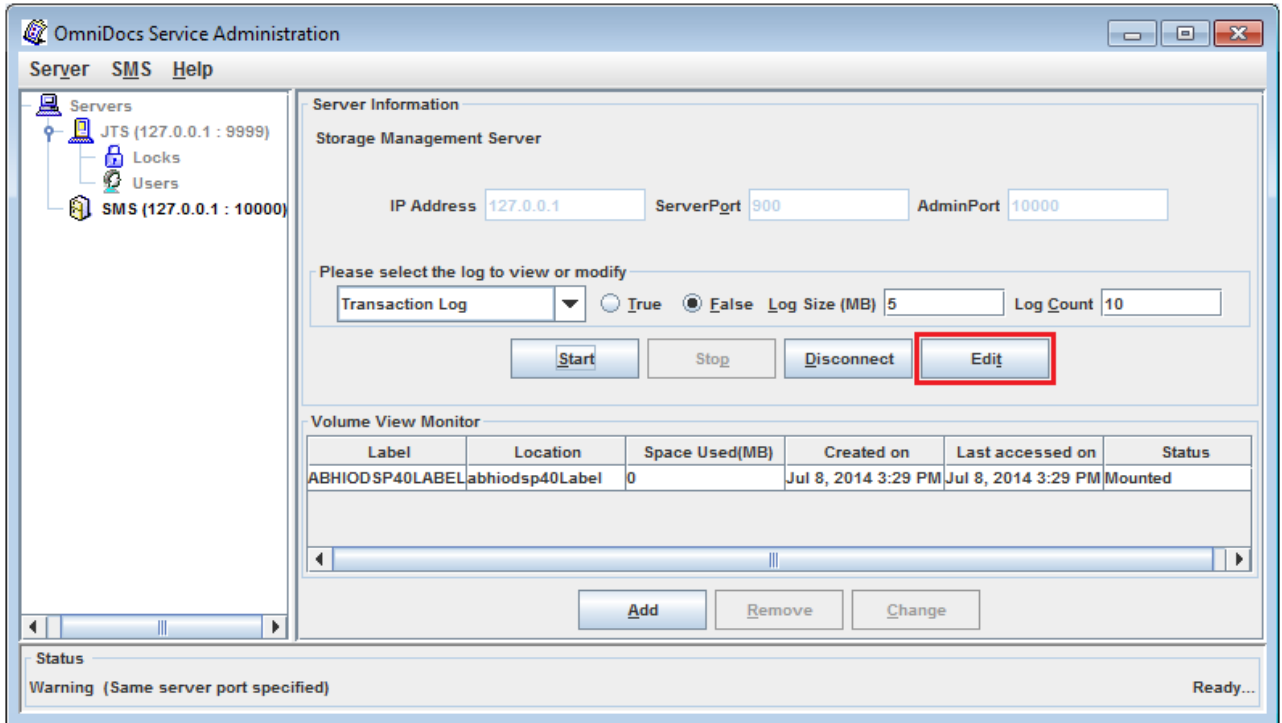 OmniDocs Service Administration
Server SMS Help
Servers
JTS (127.0.0.1 : 9999)
Locks
Users
SMS (127.0.0.1 : 10000)
Server Information
Storage Management Server
IP Address 127.0.0.1 ServerPort 900 AdminPort 10000
Please select the log to view or modify
Transaction Log True False Log Size (MB) 5 Log Count 10
Start Stop Disconnect Edit
Volume View Monitor
Label Location Space Used(MB) Created on Last accessed on Status
ABHIODSP40LABEL abhiodsp40Label 0 Jul 8, 2014 3:29 PM Jul 8, 2014 3:29 PM Mounted
Add Remove Change
Status
Warning (Same server port specified) Ready...